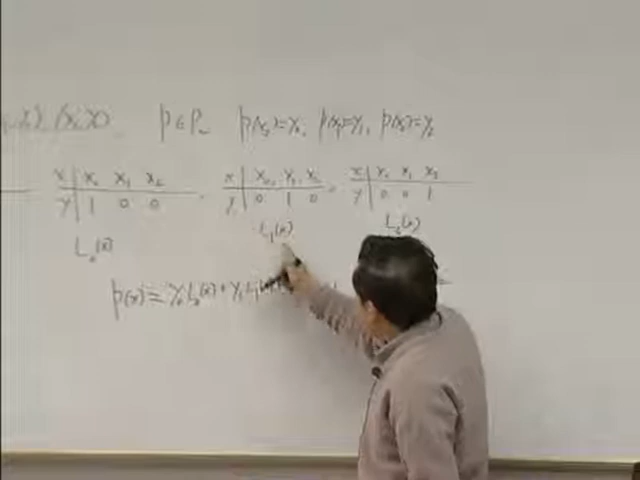 P ∈ P₂ P(x₀)=y₀, P(x₁)=y₁, P(x₂)=y₂
x | x₀ x₁ x₂ x | x₀ x₁ x₂ x | x₀ x₁ x₂
y | 1 0 0 y | 0 1 0 y | 0 0 1
L₀(x) L₁(x) L₂(x)
P(x) = y₀L₀(x) + y₁L₁(x)